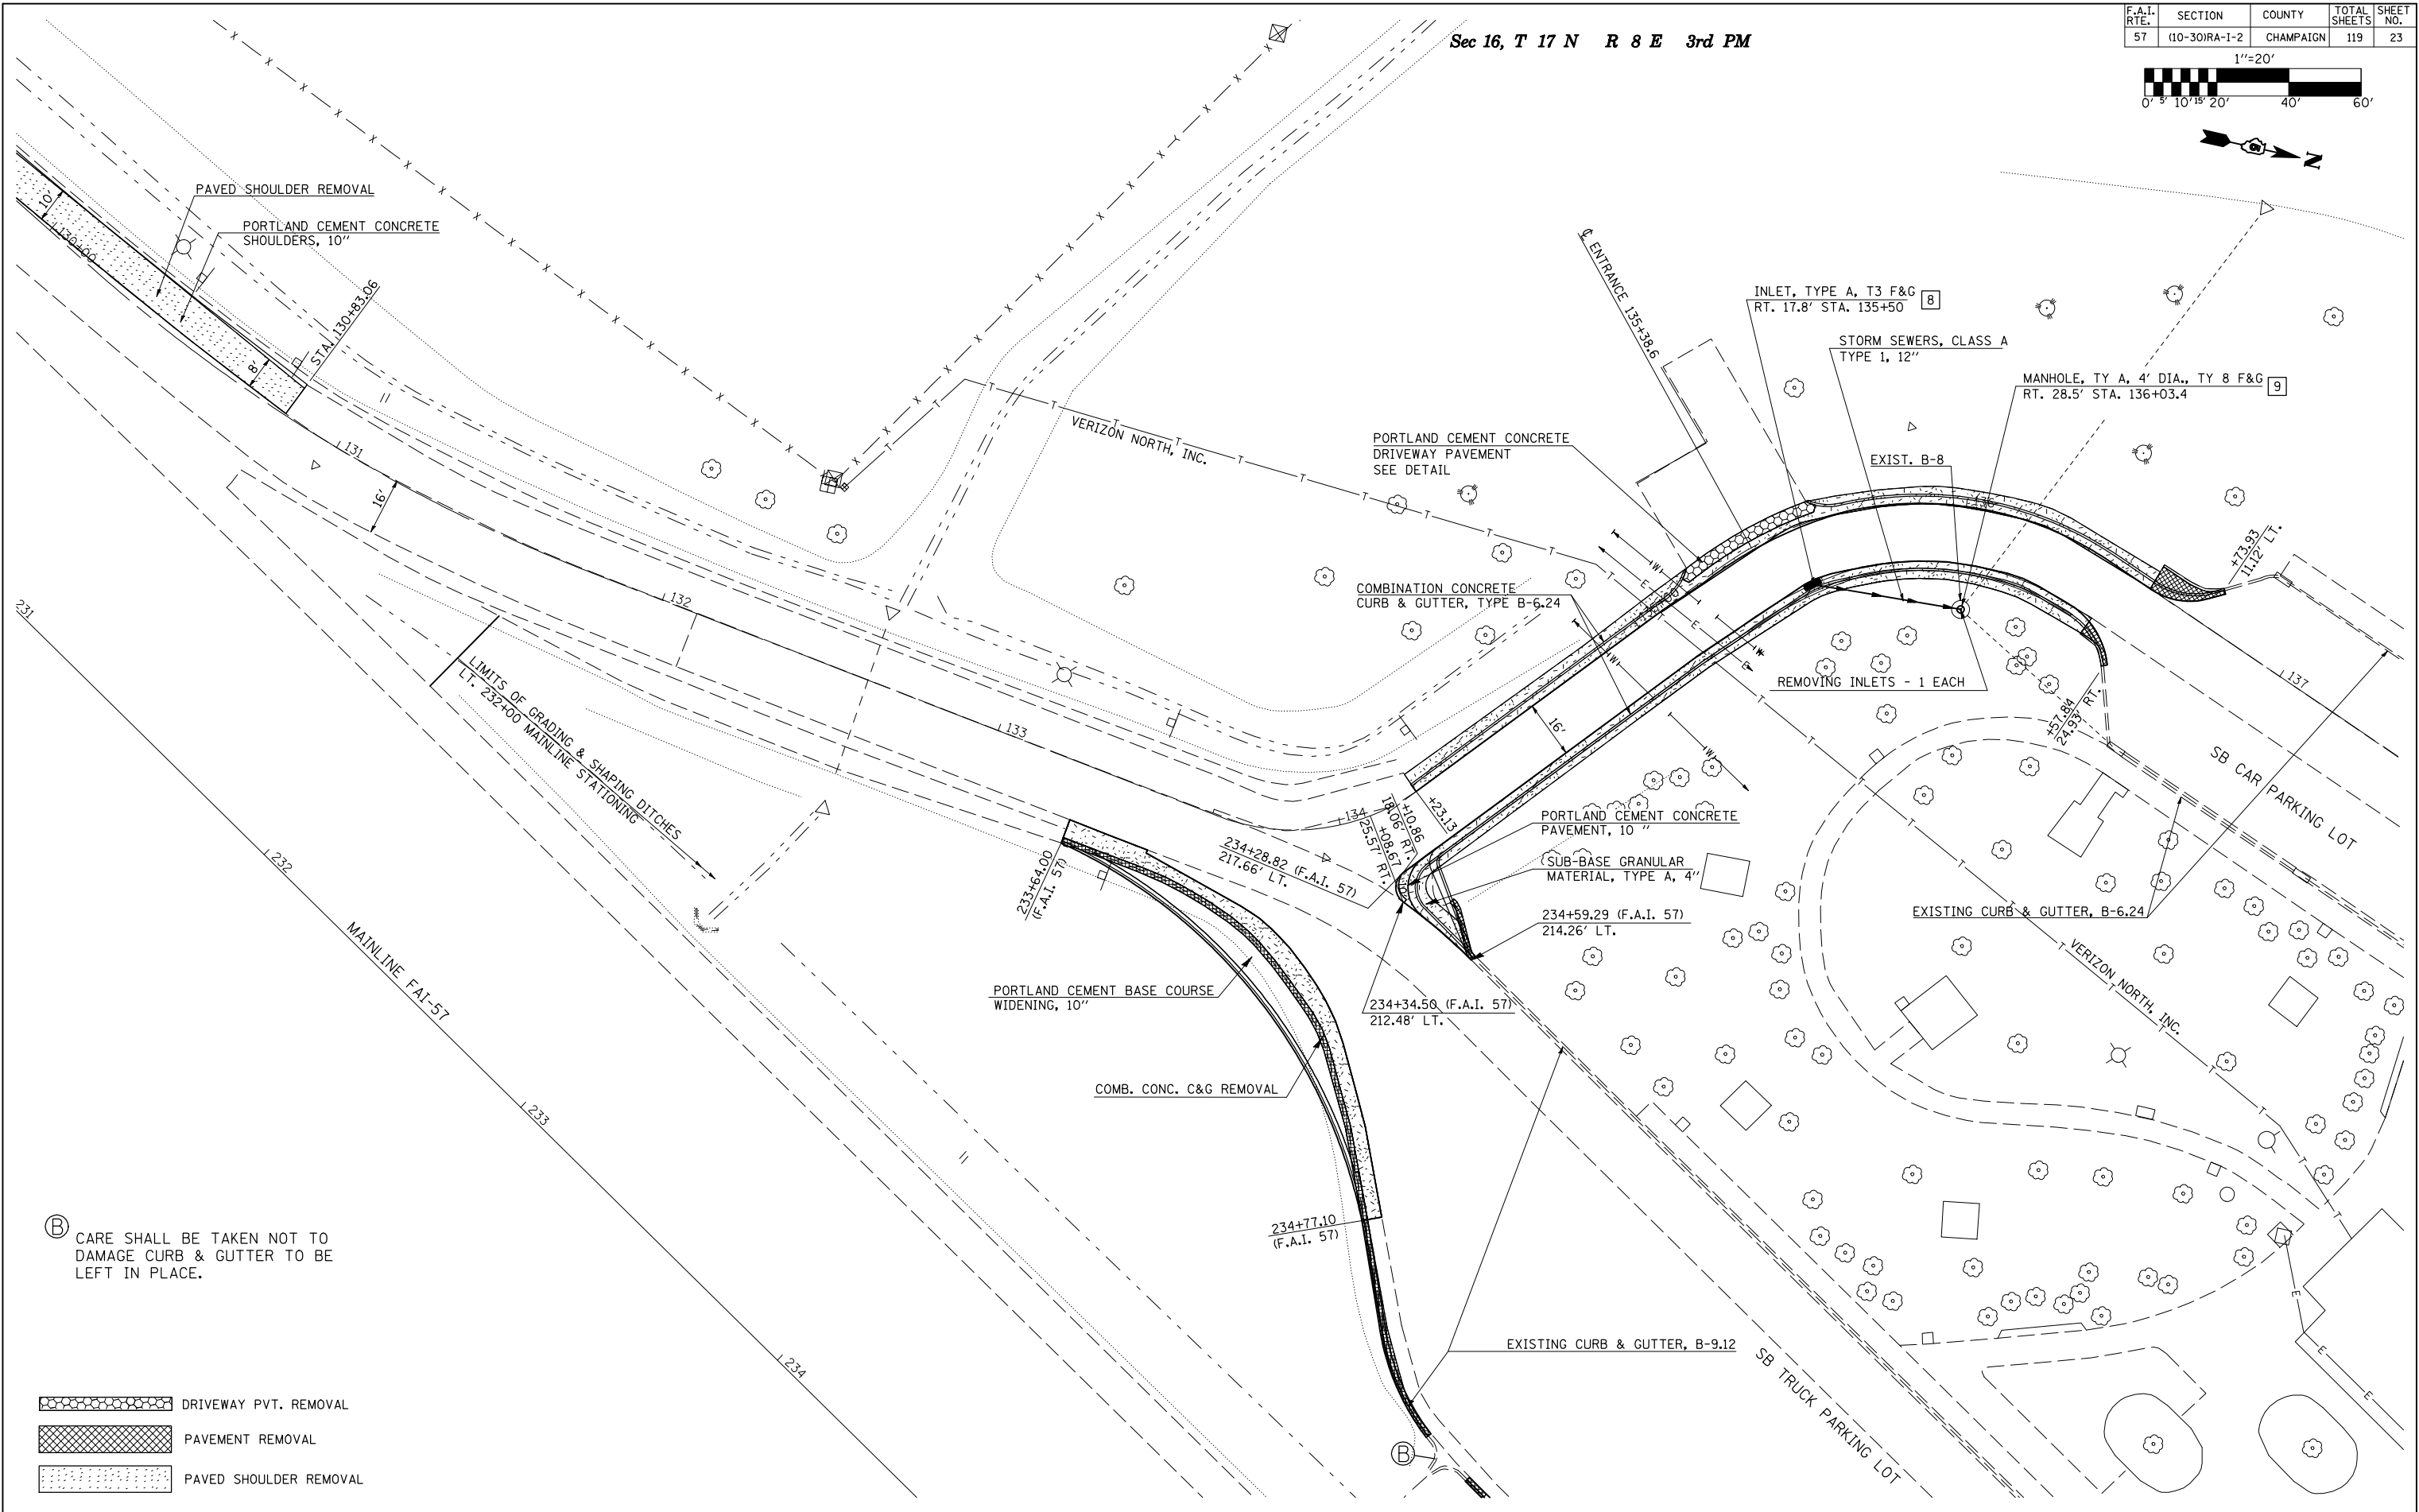 Sec 16, T 17 N R 8 E 3rd PM
F.A.I. RTE. SECTION COUNTY TOTAL SHEETS SHEET NO.
57 (10-30)RA-I-2 CHAMPAIGN 119 23
1''=20'
0' 5' 10' 15' 20' 40' 60'
N
PAVED SHOULDER REMOVAL
10'
PORTLAND CEMENT CONCRETE
SHOULDERS, 10''
130+00
8'
STA. 130+83.06
131
16'
132
133
134
137
VERIZON NORTH, INC.
℄ ENTRANCE 135+38.6
INLET, TYPE A, T3 F&G
RT. 17.8' STA. 135+50
8
STORM SEWERS, CLASS A
TYPE 1, 12''
MANHOLE, TY A, 4' DIA., TY 8 F&G
RT. 28.5' STA. 136+03.4
9
PORTLAND CEMENT CONCRETE
DRIVEWAY PAVEMENT
SEE DETAIL
EXIST. B-8
+73.93
11.12' LT.
COMBINATION CONCRETE
CURB & GUTTER, TYPE B-6.24
REMOVING INLETS - 1 EACH
16'
+57.84
24.93' RT.
SB CAR PARKING LOT
231
LIMITS OF GRADING & SHAPING DITCHES
LT. 232+00 MAINLINE STATIONING
+23.13
+10.86
18.06' RT.
+08.67
25.57' RT.
PORTLAND CEMENT CONCRETE
PAVEMENT, 10 ''
SUB-BASE GRANULAR
MATERIAL, TYPE A, 4''
234+28.82 (F.A.I. 57)
217.66' LT.
233+64.00
(F.A.I. 57)
232
234+59.29 (F.A.I. 57)
214.26' LT.
EXISTING CURB & GUTTER, B-6.24
VERIZON NORTH, INC.
MAINLINE FAI-57
PORTLAND CEMENT BASE COURSE
WIDENING, 10''
234+34.50 (F.A.I. 57)
212.48' LT.
COMB. CONC. C&G REMOVAL
233
234+77.10
(F.A.I. 57)
B
CARE SHALL BE TAKEN NOT TO
DAMAGE CURB & GUTTER TO BE
LEFT IN PLACE.
EXISTING CURB & GUTTER, B-9.12
SB TRUCK PARKING LOT
234
B
DRIVEWAY PVT. REMOVAL
PAVEMENT REMOVAL
PAVED SHOULDER REMOVAL